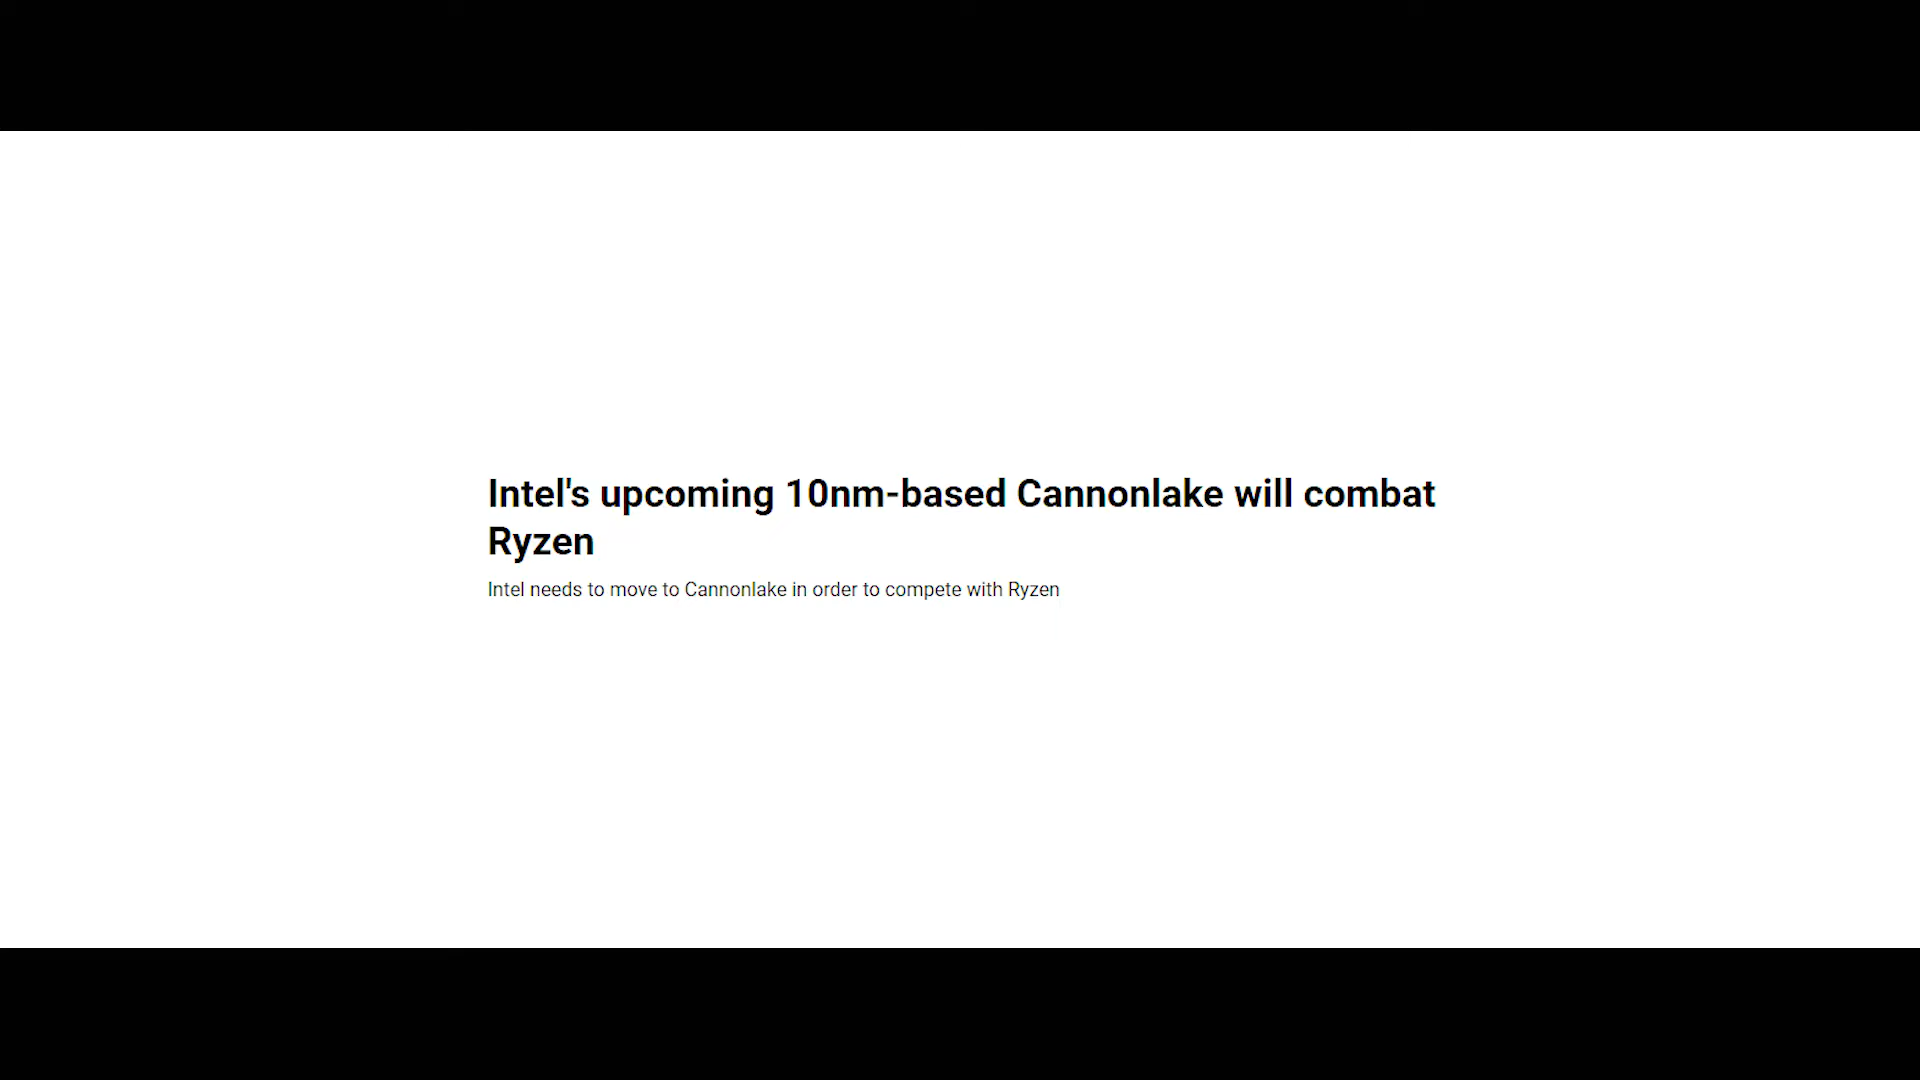 Intel's upcoming 10nm-based Cannonlake will combat
Ryzen
Intel needs to move to Cannonlake in order to compete with Ryzen